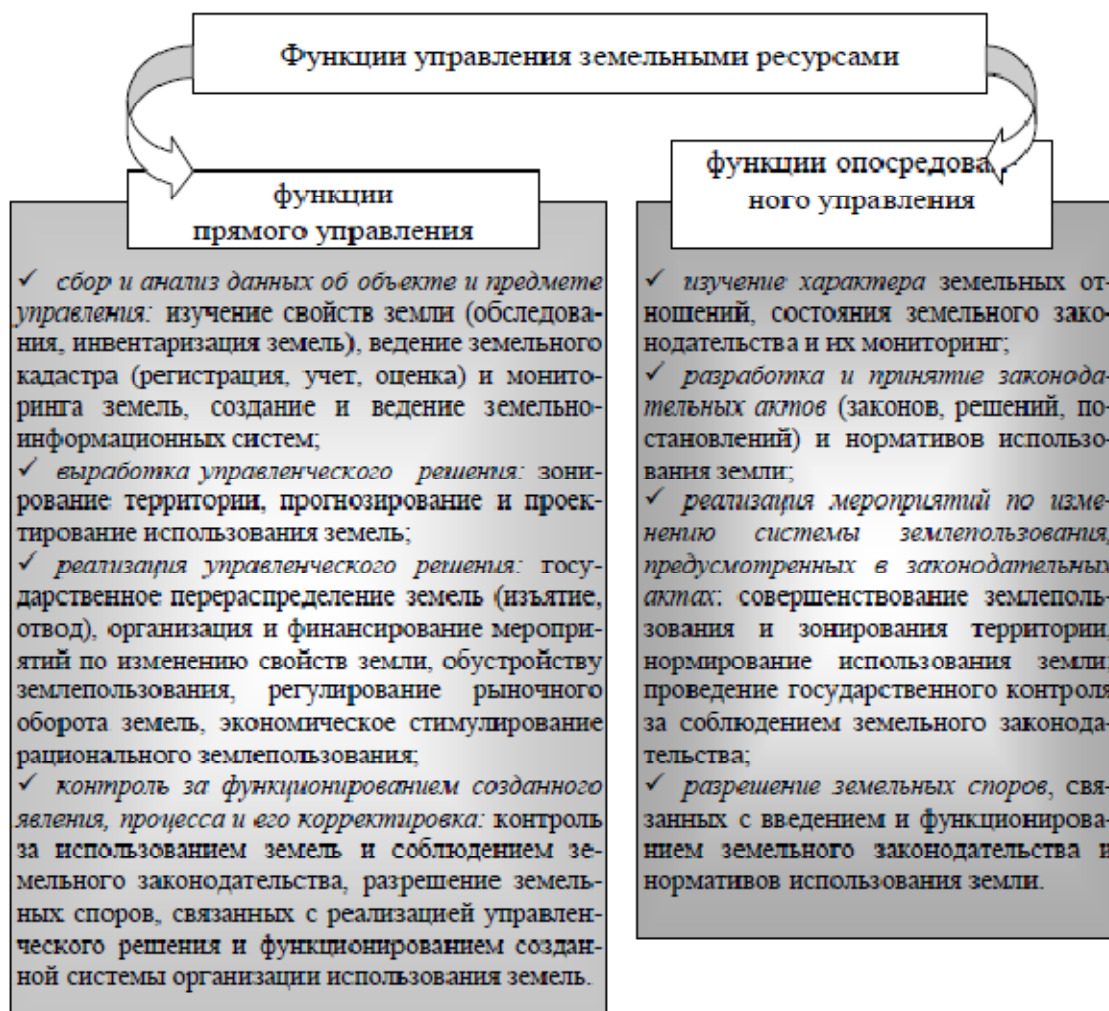 Функции управления земельными ресурсами
функции
прямого управления
✓ сбор и анализ данных об объекте и предмете
управления: изучение свойств земли (обследова-
ния, инвентаризация земель), ведение земельного
кадастра (регистрация, учет, оценка) и монито-
ринга земель, создание и ведение земельно-
информационных систем;
✓ выработка управленческого решения: зони-
рование территории, прогнозирование и проек-
тирование использования земель;
✓ реализация управленческого решения: госу-
дарственное перераспределение земель (изъятие,
отвод), организация и финансирование меропри-
ятий по изменению свойств земли, обустройству
землепользования, регулирование рыночного
оборота земель, экономическое стимулирование
рационального землепользования;
✓ контроль за функционированием созданного
явления, процесса и его корректировка: контроль
за использованием земель и соблюдением зе-
мельного законодательства, разрешение земель-
ных споров, связанных с реализацией управлен-
ческого решения и функционированием создан-
ной системы организации использования земель.
функции опосредован-
ного управления
✓ изучение характера земельных от-
ношений, состояния земельного зако-
нодательства и их мониторинг;
✓ разработка и принятие законода-
тельных актов (законов, решений, по-
становлений) и нормативов использо-
вания земли;
✓ реализация мероприятий по изме-
нению системы землепользования,
предусмотренных в законодательных
актах: совершенствование землеполь-
зования и зонирования территории,
нормирование использования земли;
проведение государственного контроля
за соблюдением земельного законода-
тельства;
✓ разрешение земельных споров, свя-
занных с введением и функционирова-
нием земельного законодательства и
нормативов использования земли.